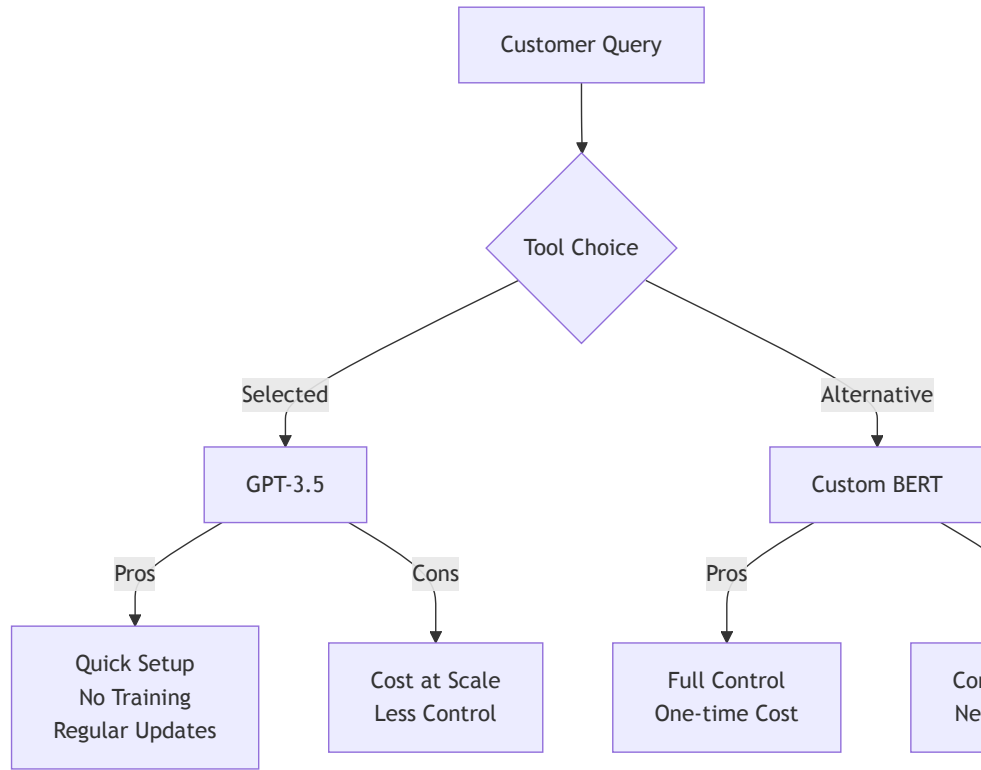 Customer Query
Tool Choice
Selected
Alternative
GPT-3.5
Custom BERT
Pros
Cons
Pros
Quick Setup
No Training
Regular Updates
Cost at Scale
Less Control
Full Control
One-time Cost